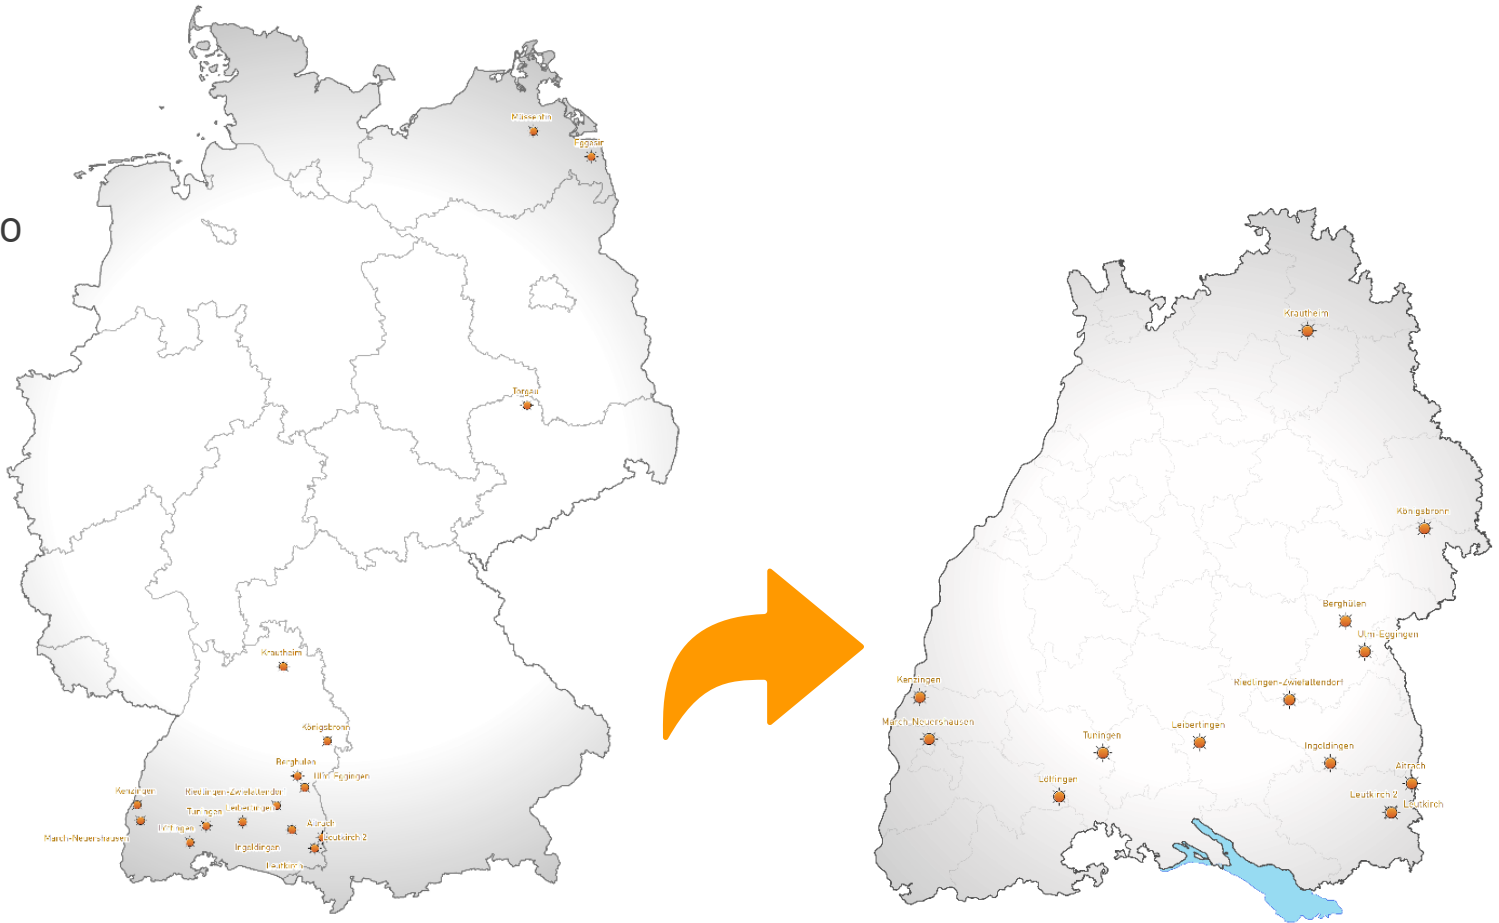 Müssentin
Eggesin
o
Torgau
Krautheim
Königsbronn
Berghülen
Ulm-Eggingen
Kenzingen
Riedlingen-Zwiefaltendorf
Tuningen
Leibertingen
Löffingen
March-Neuershausen
Aitrach
Leutkirch 2
Ingoldingen
Leutkirch
Krautheim
Königsbronn
Berghülen
Ulm-Eggingen
Kenzingen
Riedlingen-Zwiefaltendorf
March-Neuershausen
Leibertingen
Tuningen
Ingoldingen
Aitrach
Löffingen
Leutkirch 2
Leutkirch